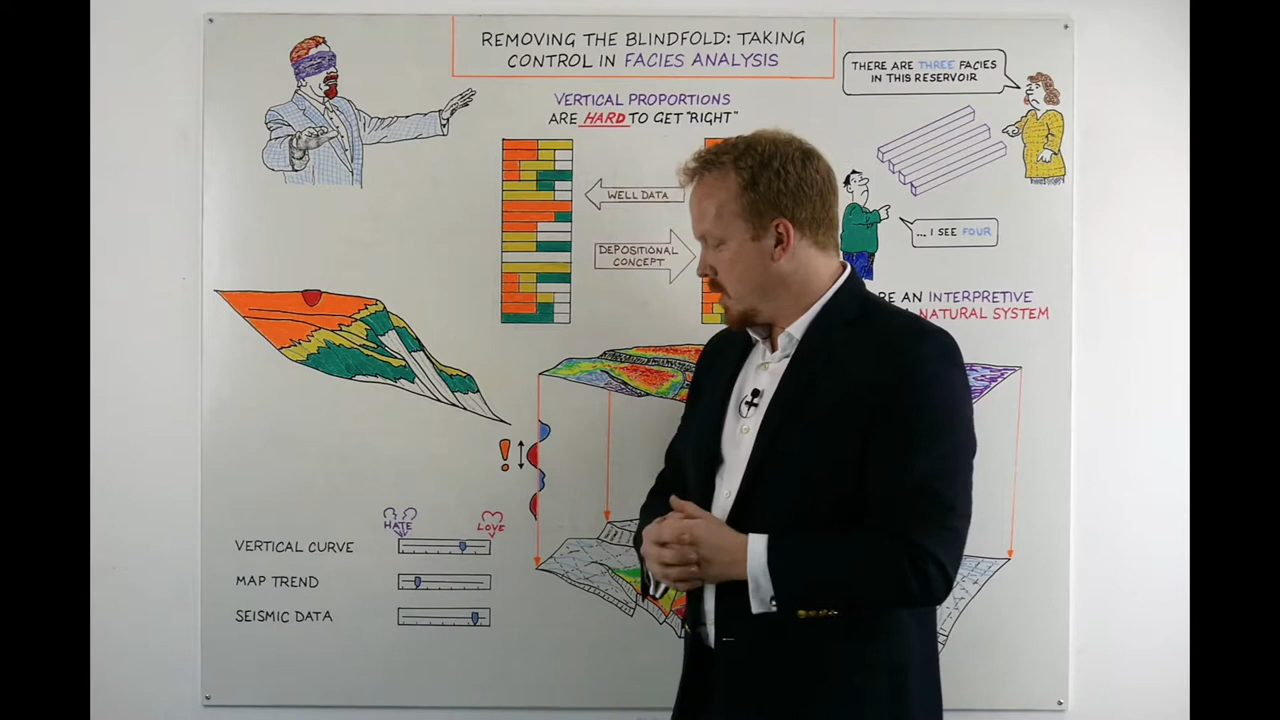 REMOVING THE BLINDFOLD: TAKING
CONTROL IN FACIES ANALYSIS
VERTICAL PROPORTIONS
ARE HARD TO GET "RIGHT"
WELL DATA
DEPOSITIONAL
CONCEPT
THERE ARE THREE FACIES
IN THIS RESERVOIR
... I SEE FOUR
AN INTERPRETIVE
NATURAL SYSTEM
!
HATE
LOVE
VERTICAL CURVE
MAP TREND
SEISMIC DATA